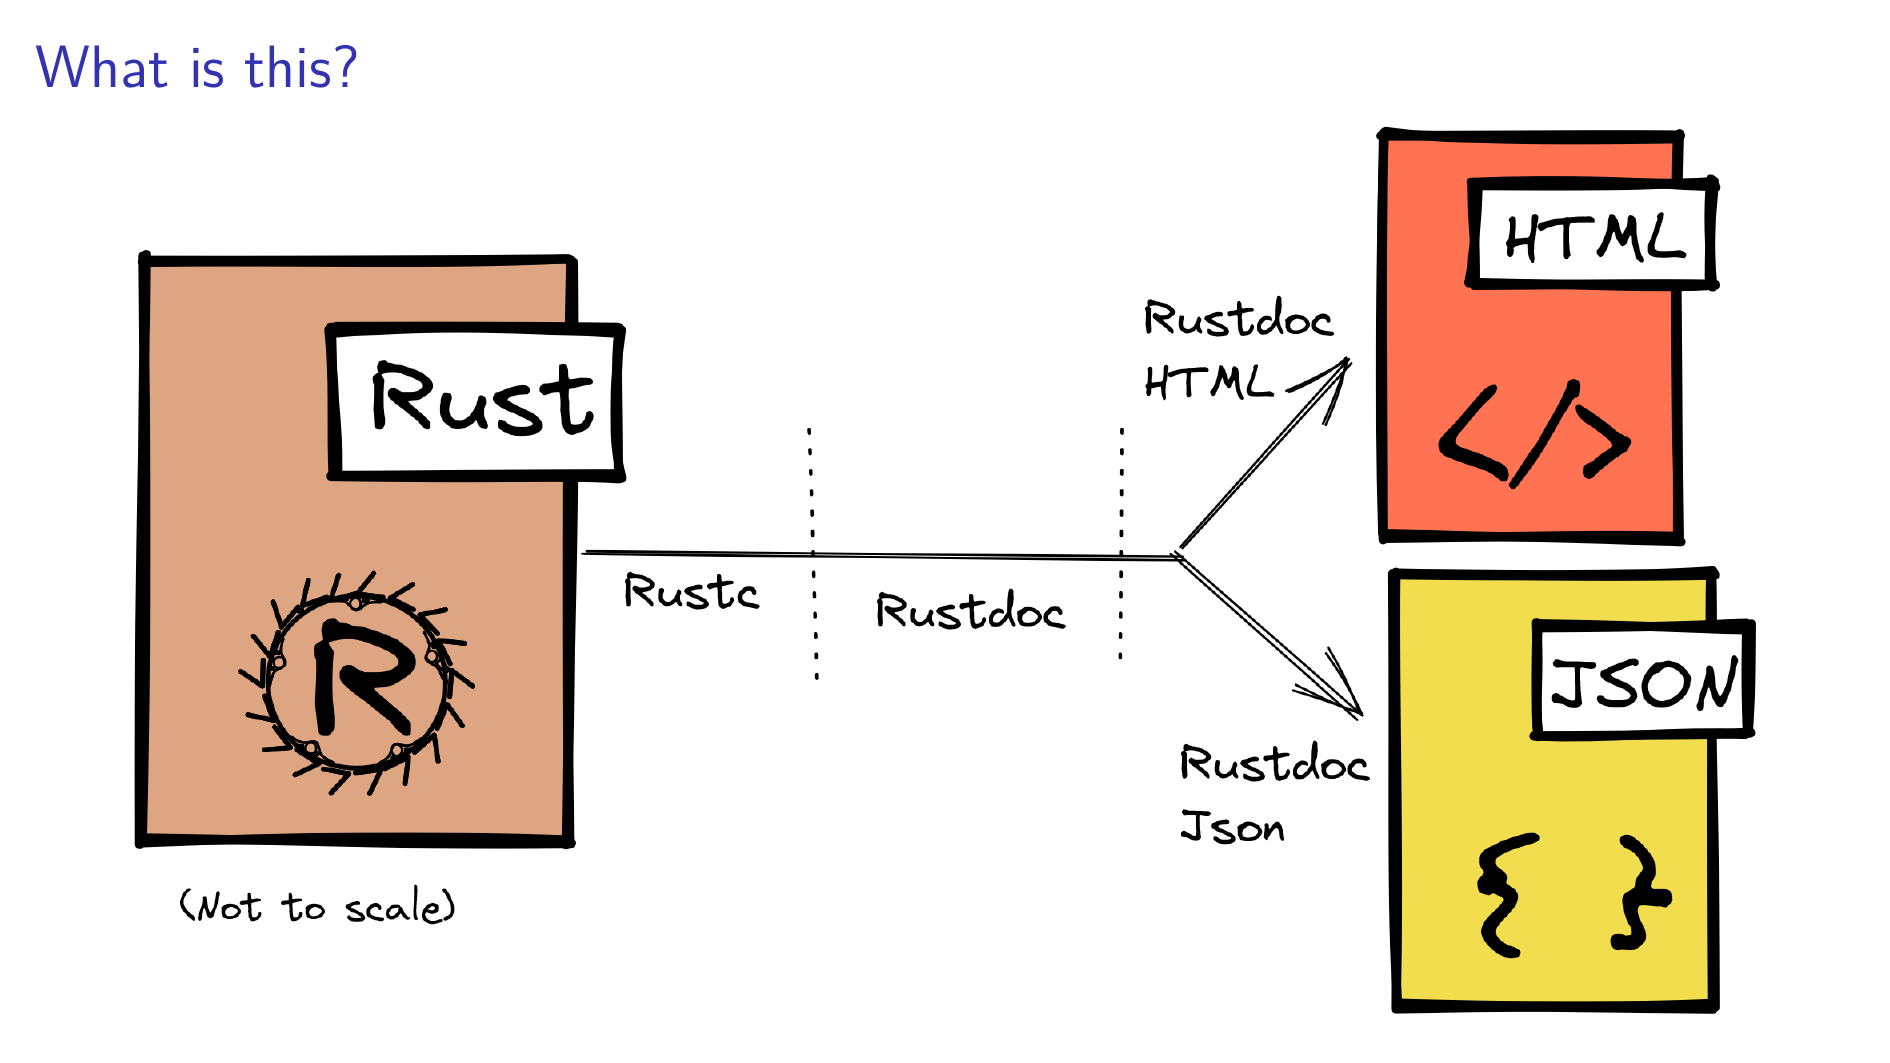 What is this?
Rust
R
(Not to scale)
Rustc
Rustdoc
Rustdoc
HTML
HTML
</>
Rustdoc
Json
JSON
{ }